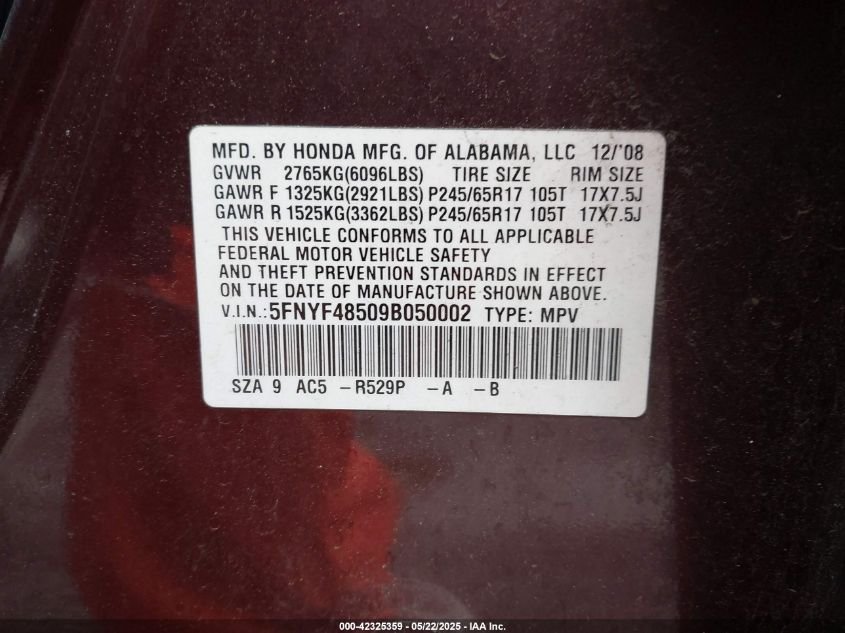 MFD. BY HONDA MFG. OF ALABAMA, LLC 12/'08
GVWR 2765KG(6096LBS) TIRE SIZE RIM SIZE
GAWR F 1325KG(2921LBS) P245/65R17 105T 17X7.5J
GAWR R 1525KG(3362LBS) P245/65R17 105T 17X7.5J
THIS VEHICLE CONFORMS TO ALL APPLICABLE
FEDERAL MOTOR VEHICLE SAFETY
AND THEFT PREVENTION STANDARDS IN EFFECT
ON THE DATE OF MANUFACTURE SHOWN ABOVE.
V.I.N.: 5FNYF48509B050002 TYPE: MPV
SZA 9 AC5 -R529P -A -B
000-42325359 - 05/22/2025 - IAA Inc.